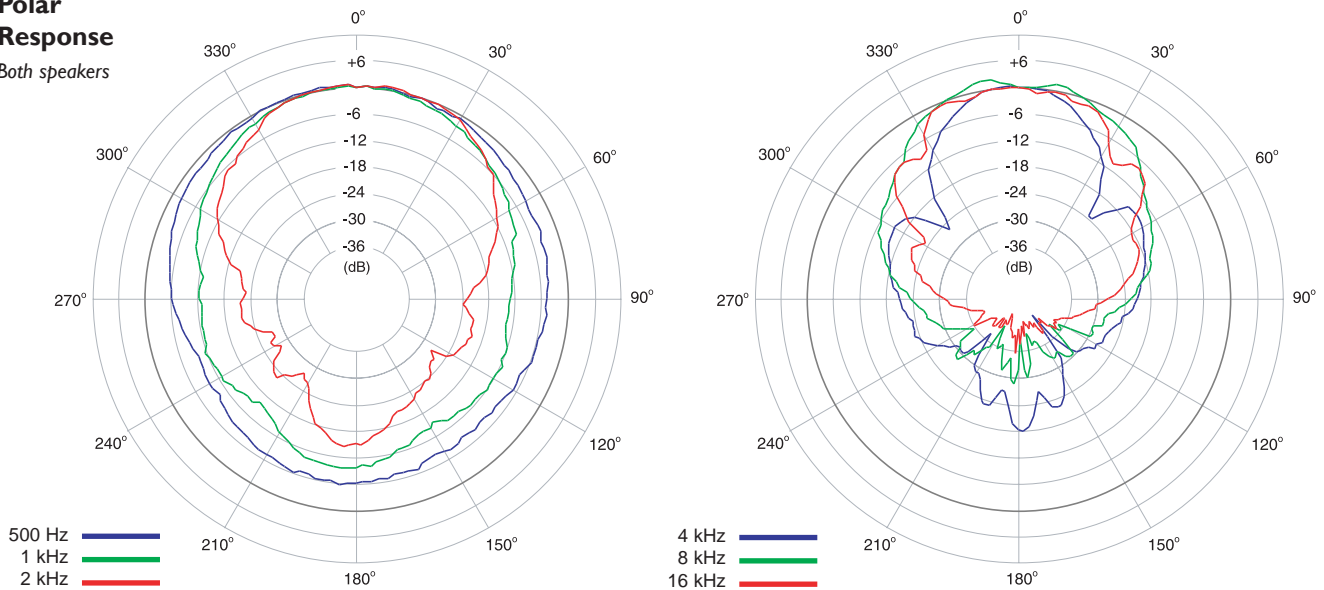 Polar
Response
Both speakers
0°
330° 30°
+6
-6
-12
300° 60°
-18
-24
-30
-36
(dB)
270° 90°
240° 120°
210° 150°
180°
500 Hz
1 kHz
2 kHz
0°
330° 30°
+6
-6
-12
300° 60°
-18
-24
-30
-36
(dB)
270° 90°
240° 120°
210° 150°
180°
4 kHz
8 kHz
16 kHz